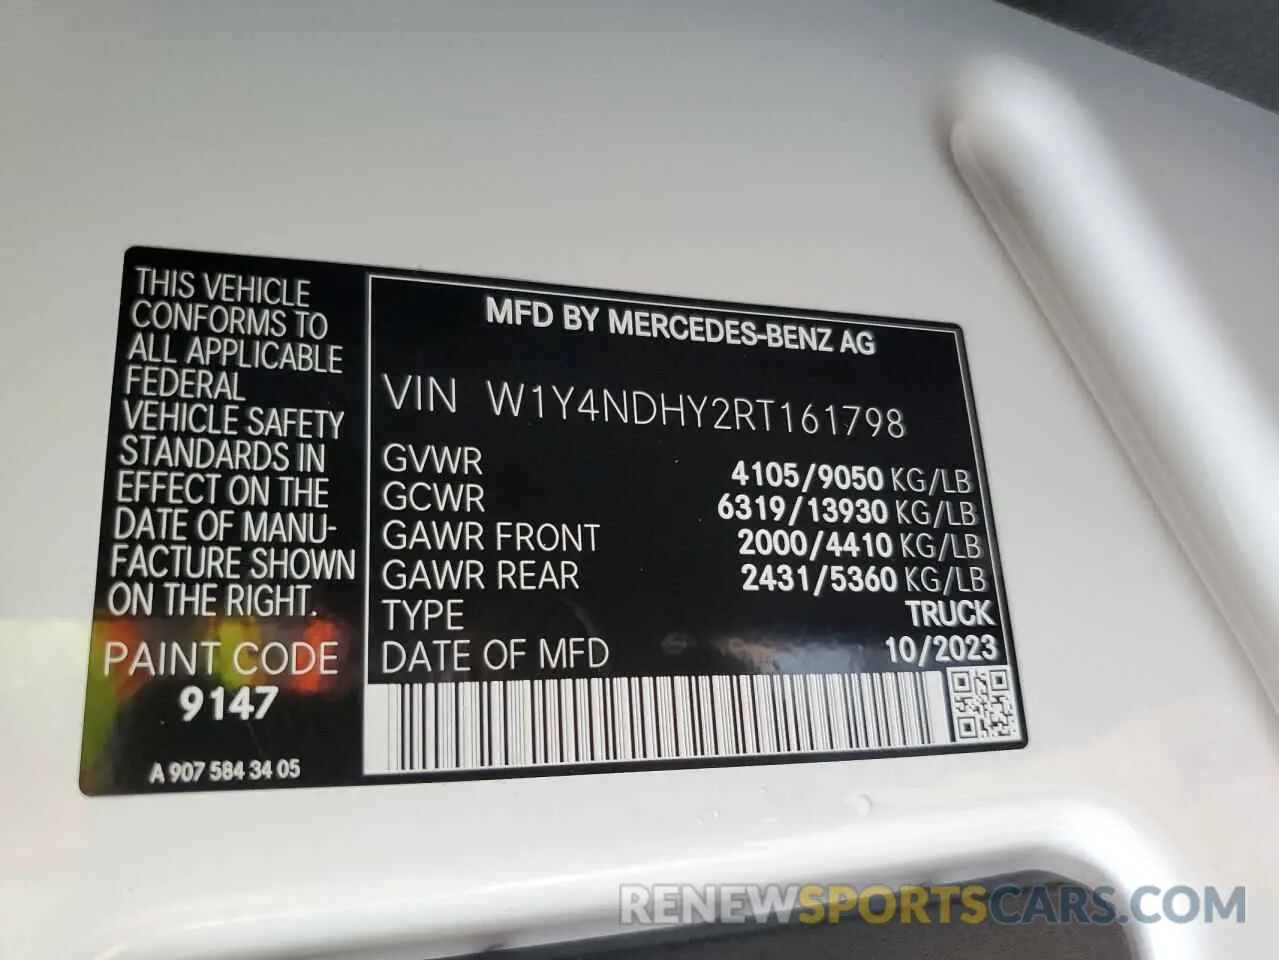 THIS VEHICLE
CONFORMS TO
ALL APPLICABLE
FEDERAL
VEHICLE SAFETY
STANDARDS IN
EFFECT ON THE
DATE OF MANU-
FACTURE SHOWN
ON THE RIGHT.
PAINT CODE
9147
A 907 584 34 05
MFD BY MERCEDES-BENZ AG
VIN W1Y4NDHY2RT161798
GVWR 4105/9050 KG/LB
GCWR 6319/13930 KG/LB
GAWR FRONT 2000/4410 KG/LB
GAWR REAR 2431/5360 KG/LB
TYPE TRUCK
DATE OF MFD 10/2023
RENEWSPORTSCARS.COM